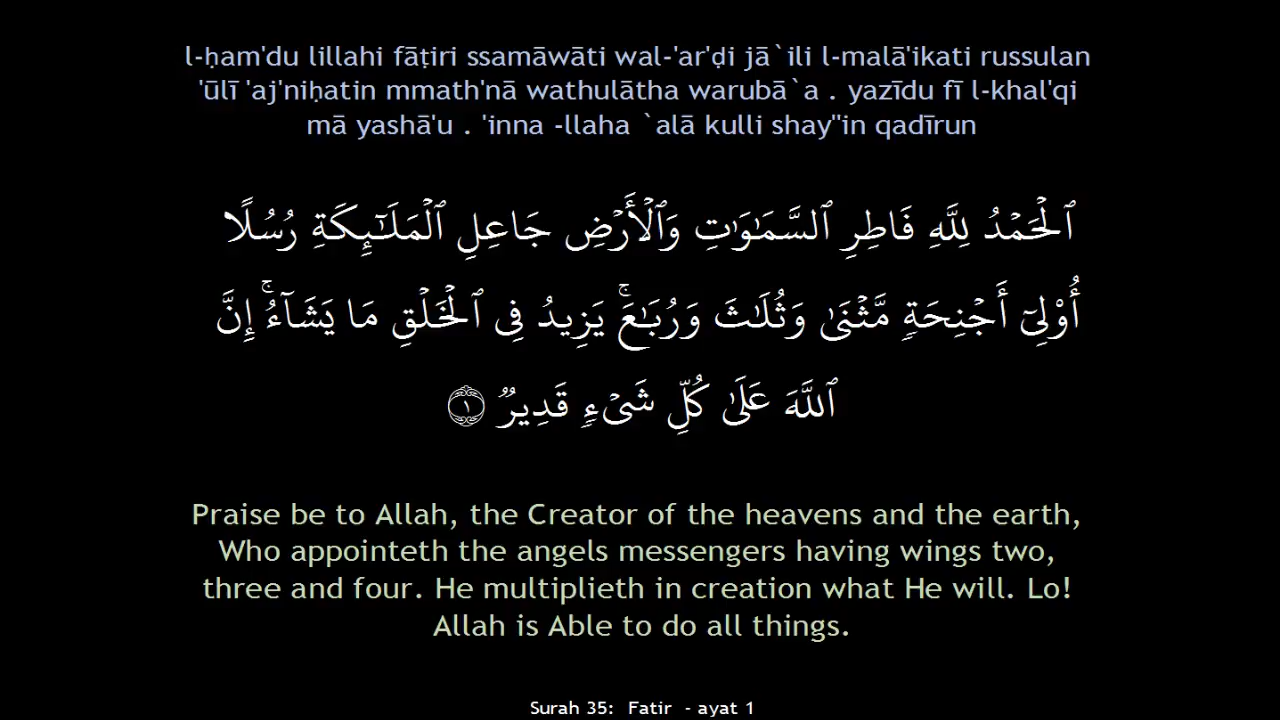 l-ḥam'du lillahi fāṭiri ssamāwāti wal-'ar'ḍi jā`ili l-malā'ikati russulan
'ūlī 'aj'niḥatin mmath'nā wathulātha warubā`a . yazīdu fī l-khal'qi
mā yashā'u . 'inna -llaha `alā kulli shay"in qadīrun
ٱلْحَمْدُ لِلَّهِ فَاطِرِ ٱلسَّمَٰوَٰتِ وَٱلْأَرْضِ جَاعِلِ ٱلْمَلَٰٓئِكَةِ رُسُلًا
أُو۟لِىٓ أَجْنِحَةٍ مَّثْنَىٰ وَثُلَٰثَ وَرُبَٰعَ ۚ يَزِيدُ فِى ٱلْخَلْقِ مَا يَشَآءُ ۚ إِنَّ
ٱللَّهَ عَلَىٰ كُلِّ شَىْءٍ قَدِيرٌ ١
Praise be to Allah, the Creator of the heavens and the earth,
Who appointeth the angels messengers having wings two,
three and four. He multiplieth in creation what He will. Lo!
Allah is Able to do all things.
Surah 35: Fatir - ayat 1